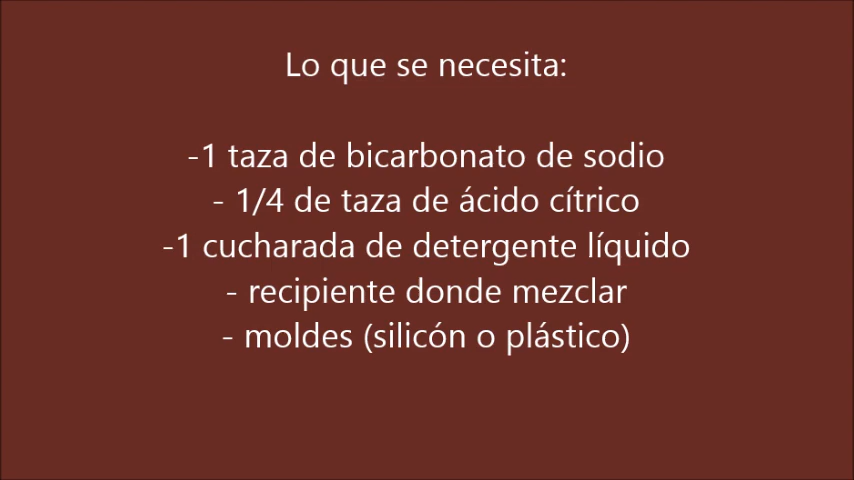 Lo que se necesita:
-1 taza de bicarbonato de sodio
- 1/4 de taza de ácido cítrico
-1 cucharada de detergente líquido
- recipiente donde mezclar
- moldes (silicón o plástico)